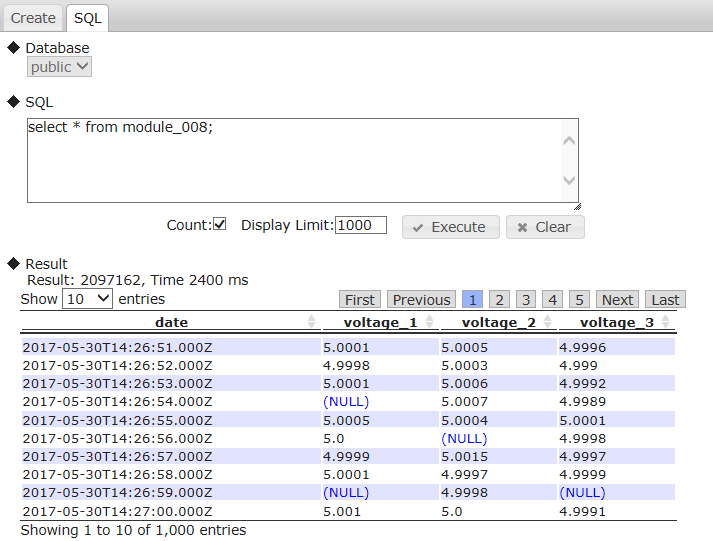 Create SQL
Database
public
SQL
select * from module_008;
Count: Display Limit: 1000 Execute Clear
Result
Result: 2097162, Time 2400 ms
Show 10 entries First Previous 1 2 3 4 5 Next Last
date voltage_1 voltage_2 voltage_3
2017-05-30T14:26:51.000Z 5.0001 5.0005 4.9996
2017-05-30T14:26:52.000Z 4.9998 5.0003 4.999
2017-05-30T14:26:53.000Z 5.0001 5.0006 4.9992
2017-05-30T14:26:54.000Z (NULL) 5.0007 4.9989
2017-05-30T14:26:55.000Z 5.0005 5.0004 5.0001
2017-05-30T14:26:56.000Z 5.0 (NULL) 4.9998
2017-05-30T14:26:57.000Z 4.9999 5.0015 4.9997
2017-05-30T14:26:58.000Z 5.0001 4.9997 4.9999
2017-05-30T14:26:59.000Z (NULL) 4.9998 (NULL)
2017-05-30T14:27:00.000Z 5.001 5.0 4.9991
Showing 1 to 10 of 1,000 entries